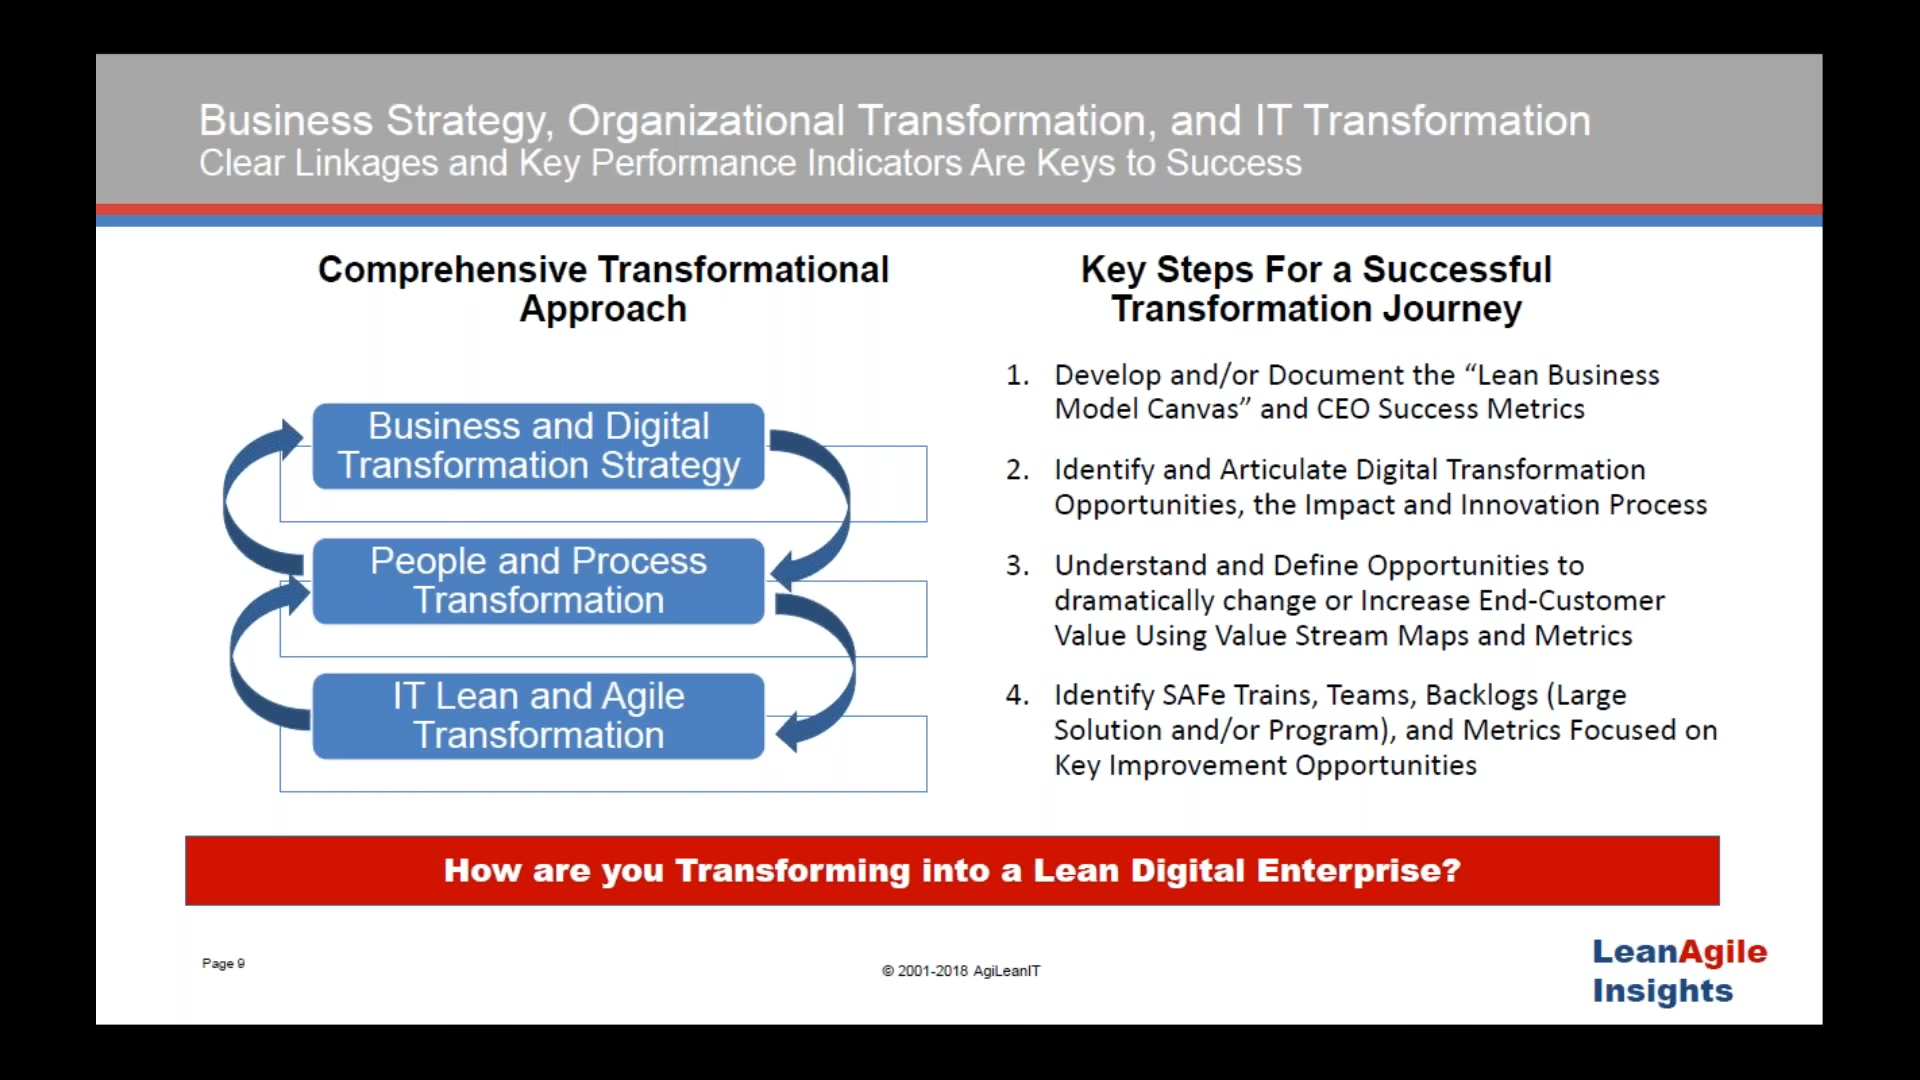 Business Strategy, Organizational Transformation, and IT Transformation
Clear Linkages and Key Performance Indicators Are Keys to Success
Comprehensive Transformational
Approach
Business and Digital
Transformation Strategy
People and Process
Transformation
IT Lean and Agile
Transformation
Key Steps For a Successful
Transformation Journey
1. Develop and/or Document the “Lean Business
Model Canvas” and CEO Success Metrics
2. Identify and Articulate Digital Transformation
Opportunities, the Impact and Innovation Process
3. Understand and Define Opportunities to
dramatically change or Increase End-Customer
Value Using Value Stream Maps and Metrics
4. Identify SAFe Trains, Teams, Backlogs (Large
Solution and/or Program), and Metrics Focused on
Key Improvement Opportunities
How are you Transforming into a Lean Digital Enterprise?
Page 9
© 2001-2018 AgiLeanIT
LeanAgile
Insights